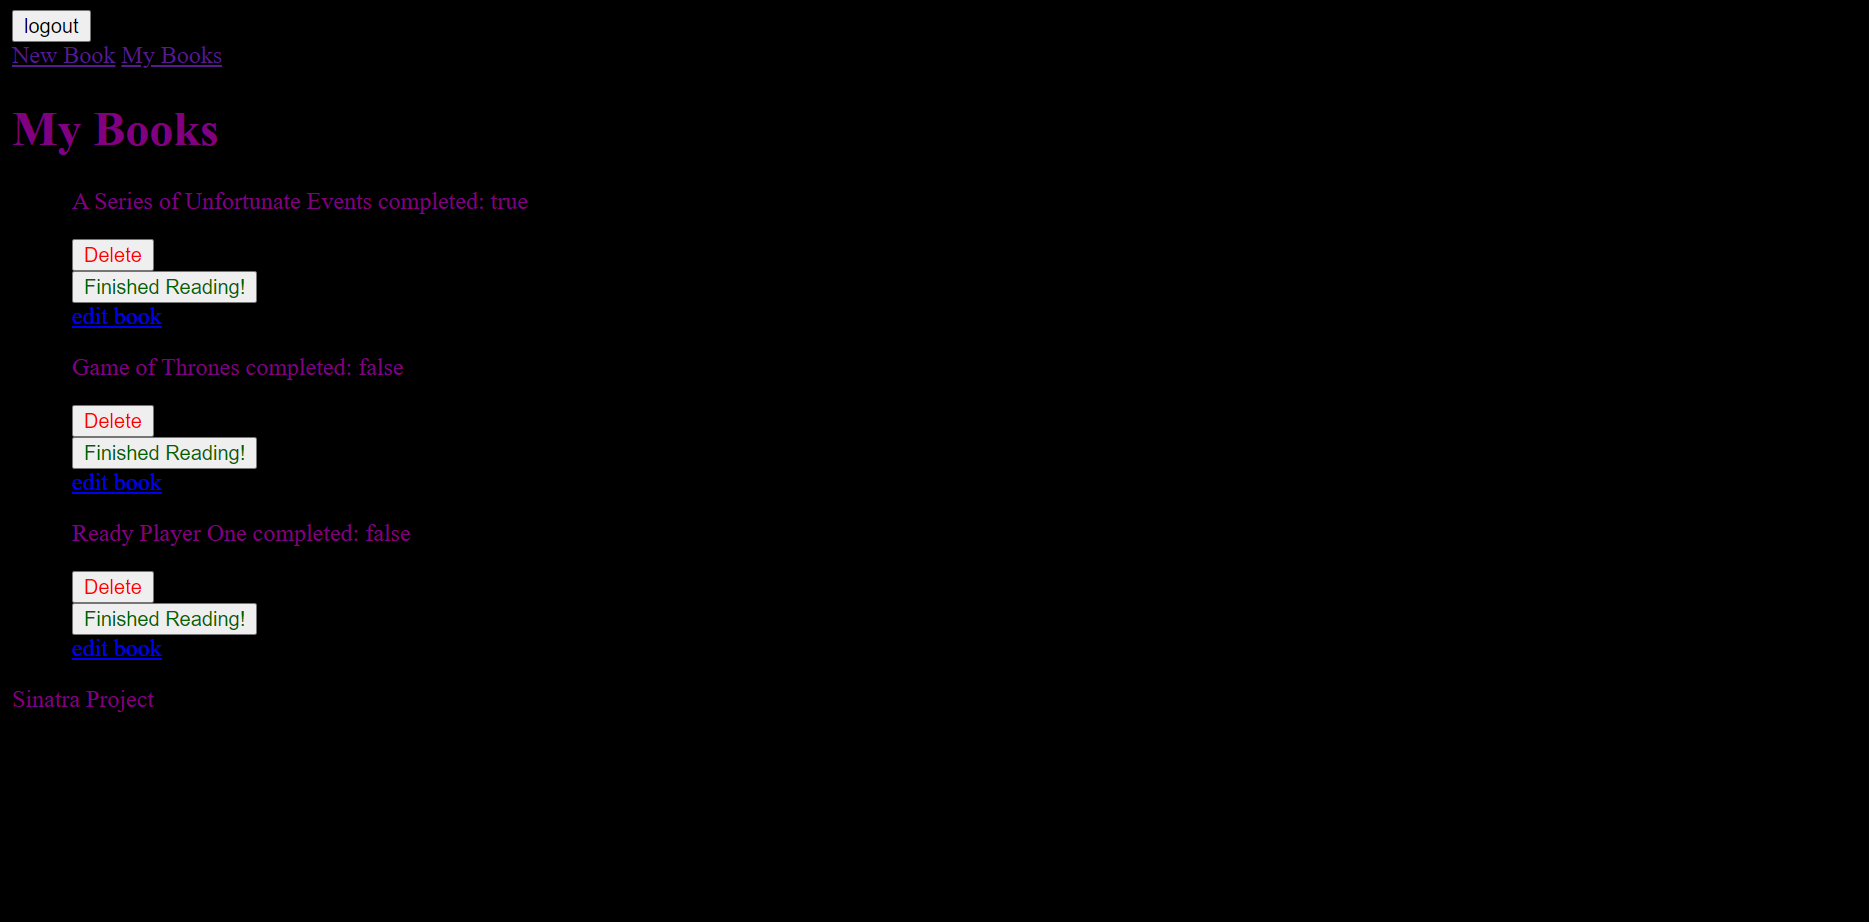 logout
New Book My Books
My Books
A Series of Unfortunate Events completed: true
Delete
Finished Reading!
edit book
Game of Thrones completed: false
Delete
Finished Reading!
edit book
Ready Player One completed: false
Delete
Finished Reading!
edit book
Sinatra Project